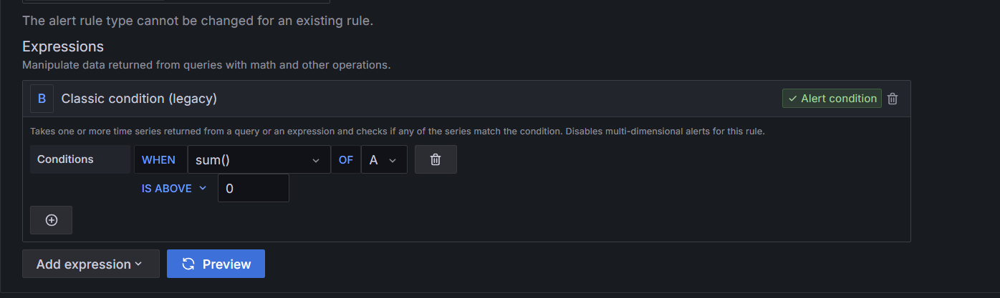 The alert rule type cannot be changed for an existing rule.
Expressions
Manipulate data returned from queries with math and other operations.
B Classic condition (legacy) Alert condition
Takes one or more time series returned from a query or an expression and checks if any of the series match the condition. Disables multi-dimensional alerts for this rule.
Conditions WHEN sum() OF A
IS ABOVE 0
Add expression Preview